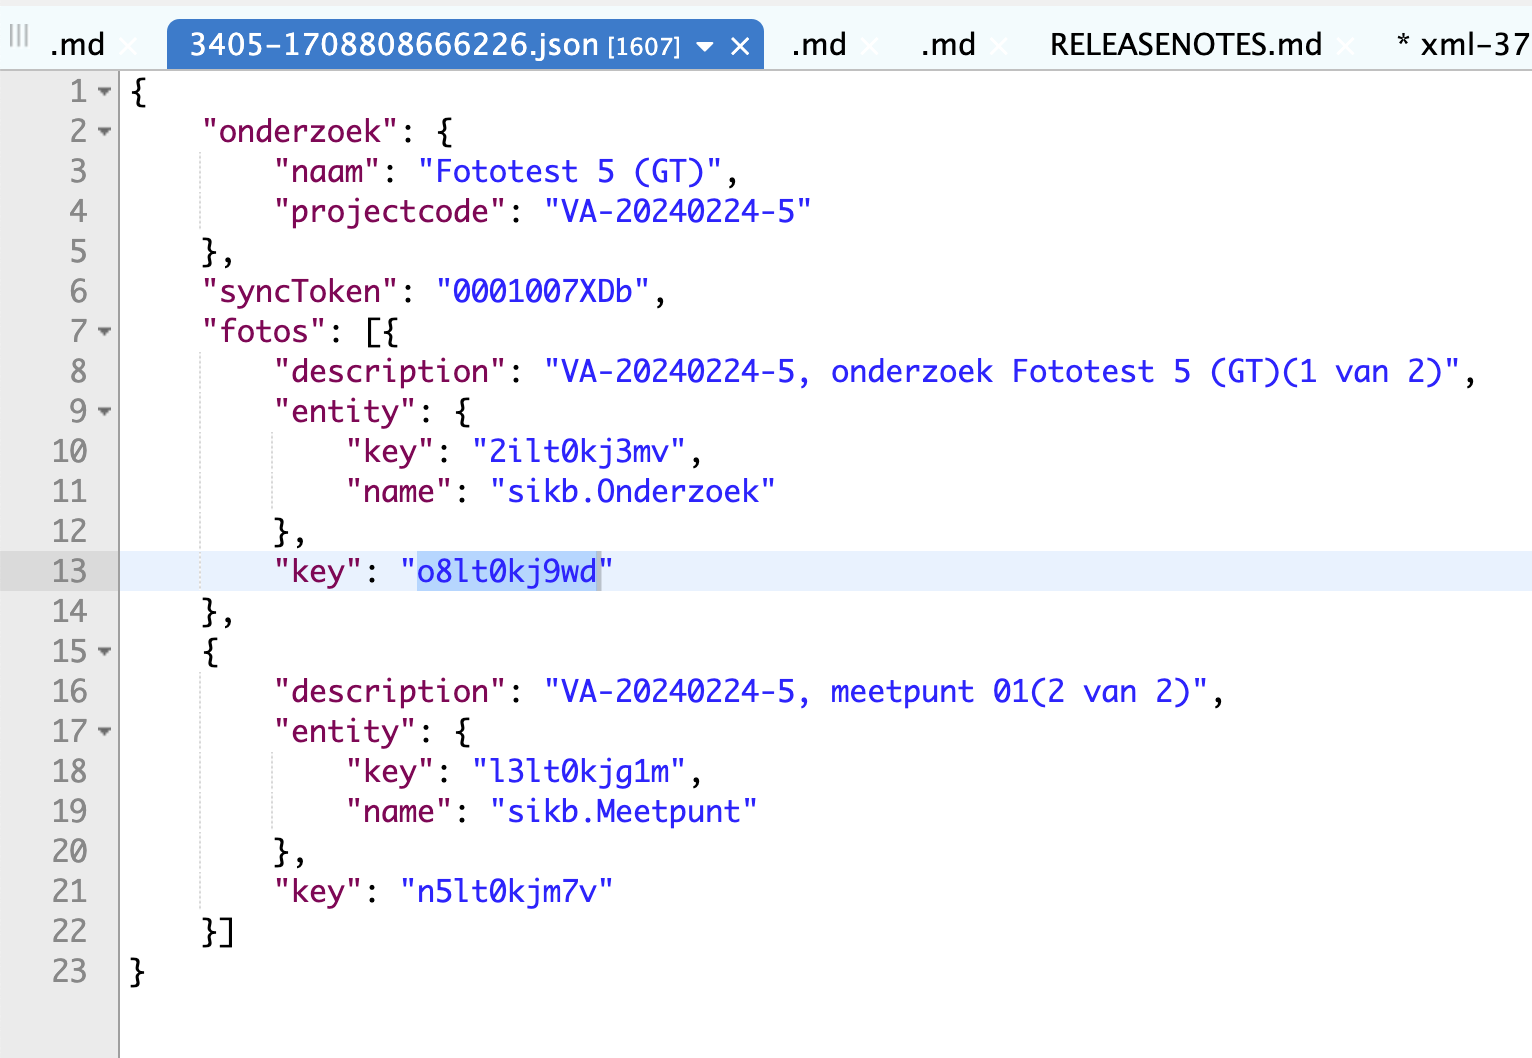 .md × 3405-1708808666226.json [1607] × .md × .md × RELEASENOTES.md × * xml-37
1 {
2     "onderzoek": {
3         "naam": "Fototest 5 (GT)",
4         "projectcode": "VA-20240224-5"
5     },
6     "syncToken": "0001007XDb",
7     "fotos": [{
8         "description": "VA-20240224-5, onderzoek Fototest 5 (GT)(1 van 2)",
9         "entity": {
10             "key": "2ilt0kj3mv",
11             "name": "sikb.Onderzoek"
12         },
13         "key": "o8lt0kj9wd"
14     },
15     {
16         "description": "VA-20240224-5, meetpunt 01(2 van 2)",
17         "entity": {
18             "key": "l3lt0kjg1m",
19             "name": "sikb.Meetpunt"
20         },
21         "key": "n5lt0kjm7v"
22     }]
23 }